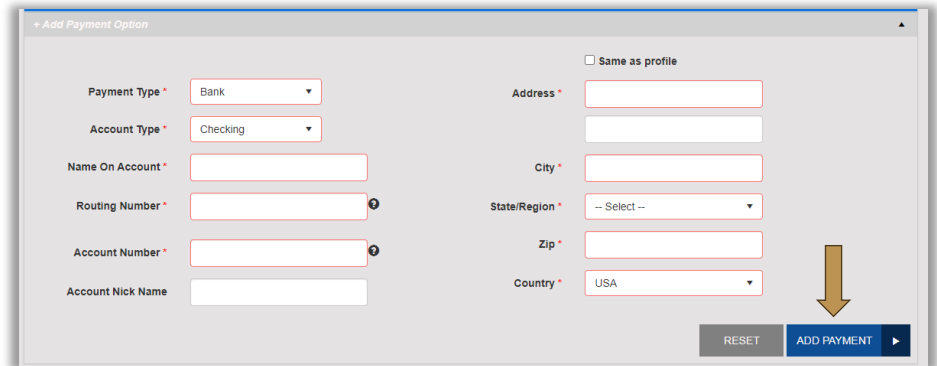 + Add Payment Option
Same as profile
Payment Type *
Bank
Address *
Account Type *
Checking
Name On Account *
City *
Routing Number *
State/Region *
-- Select --
Account Number *
Zip *
Account Nick Name
Country *
USA
RESET
ADD PAYMENT